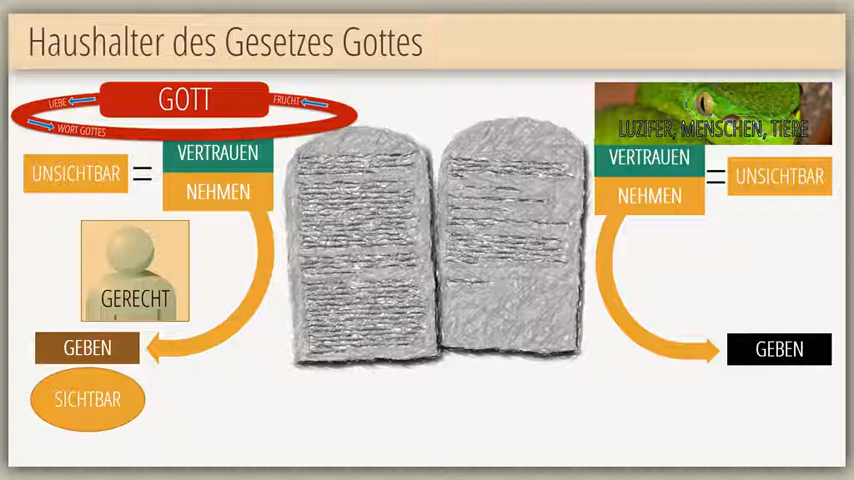 Haushalter des Gesetzes Gottes
LIEBE
GOTT
FRUCHT
WORT GOTTES
VERTRAUEN
NEHMEN
UNSICHTBAR
=
GERECHT
GEBEN
SICHTBAR
LUZIFER, MENSCHEN, TIERE
VERTRAUEN
NEHMEN
=
UNSICHTBAR
GEBEN